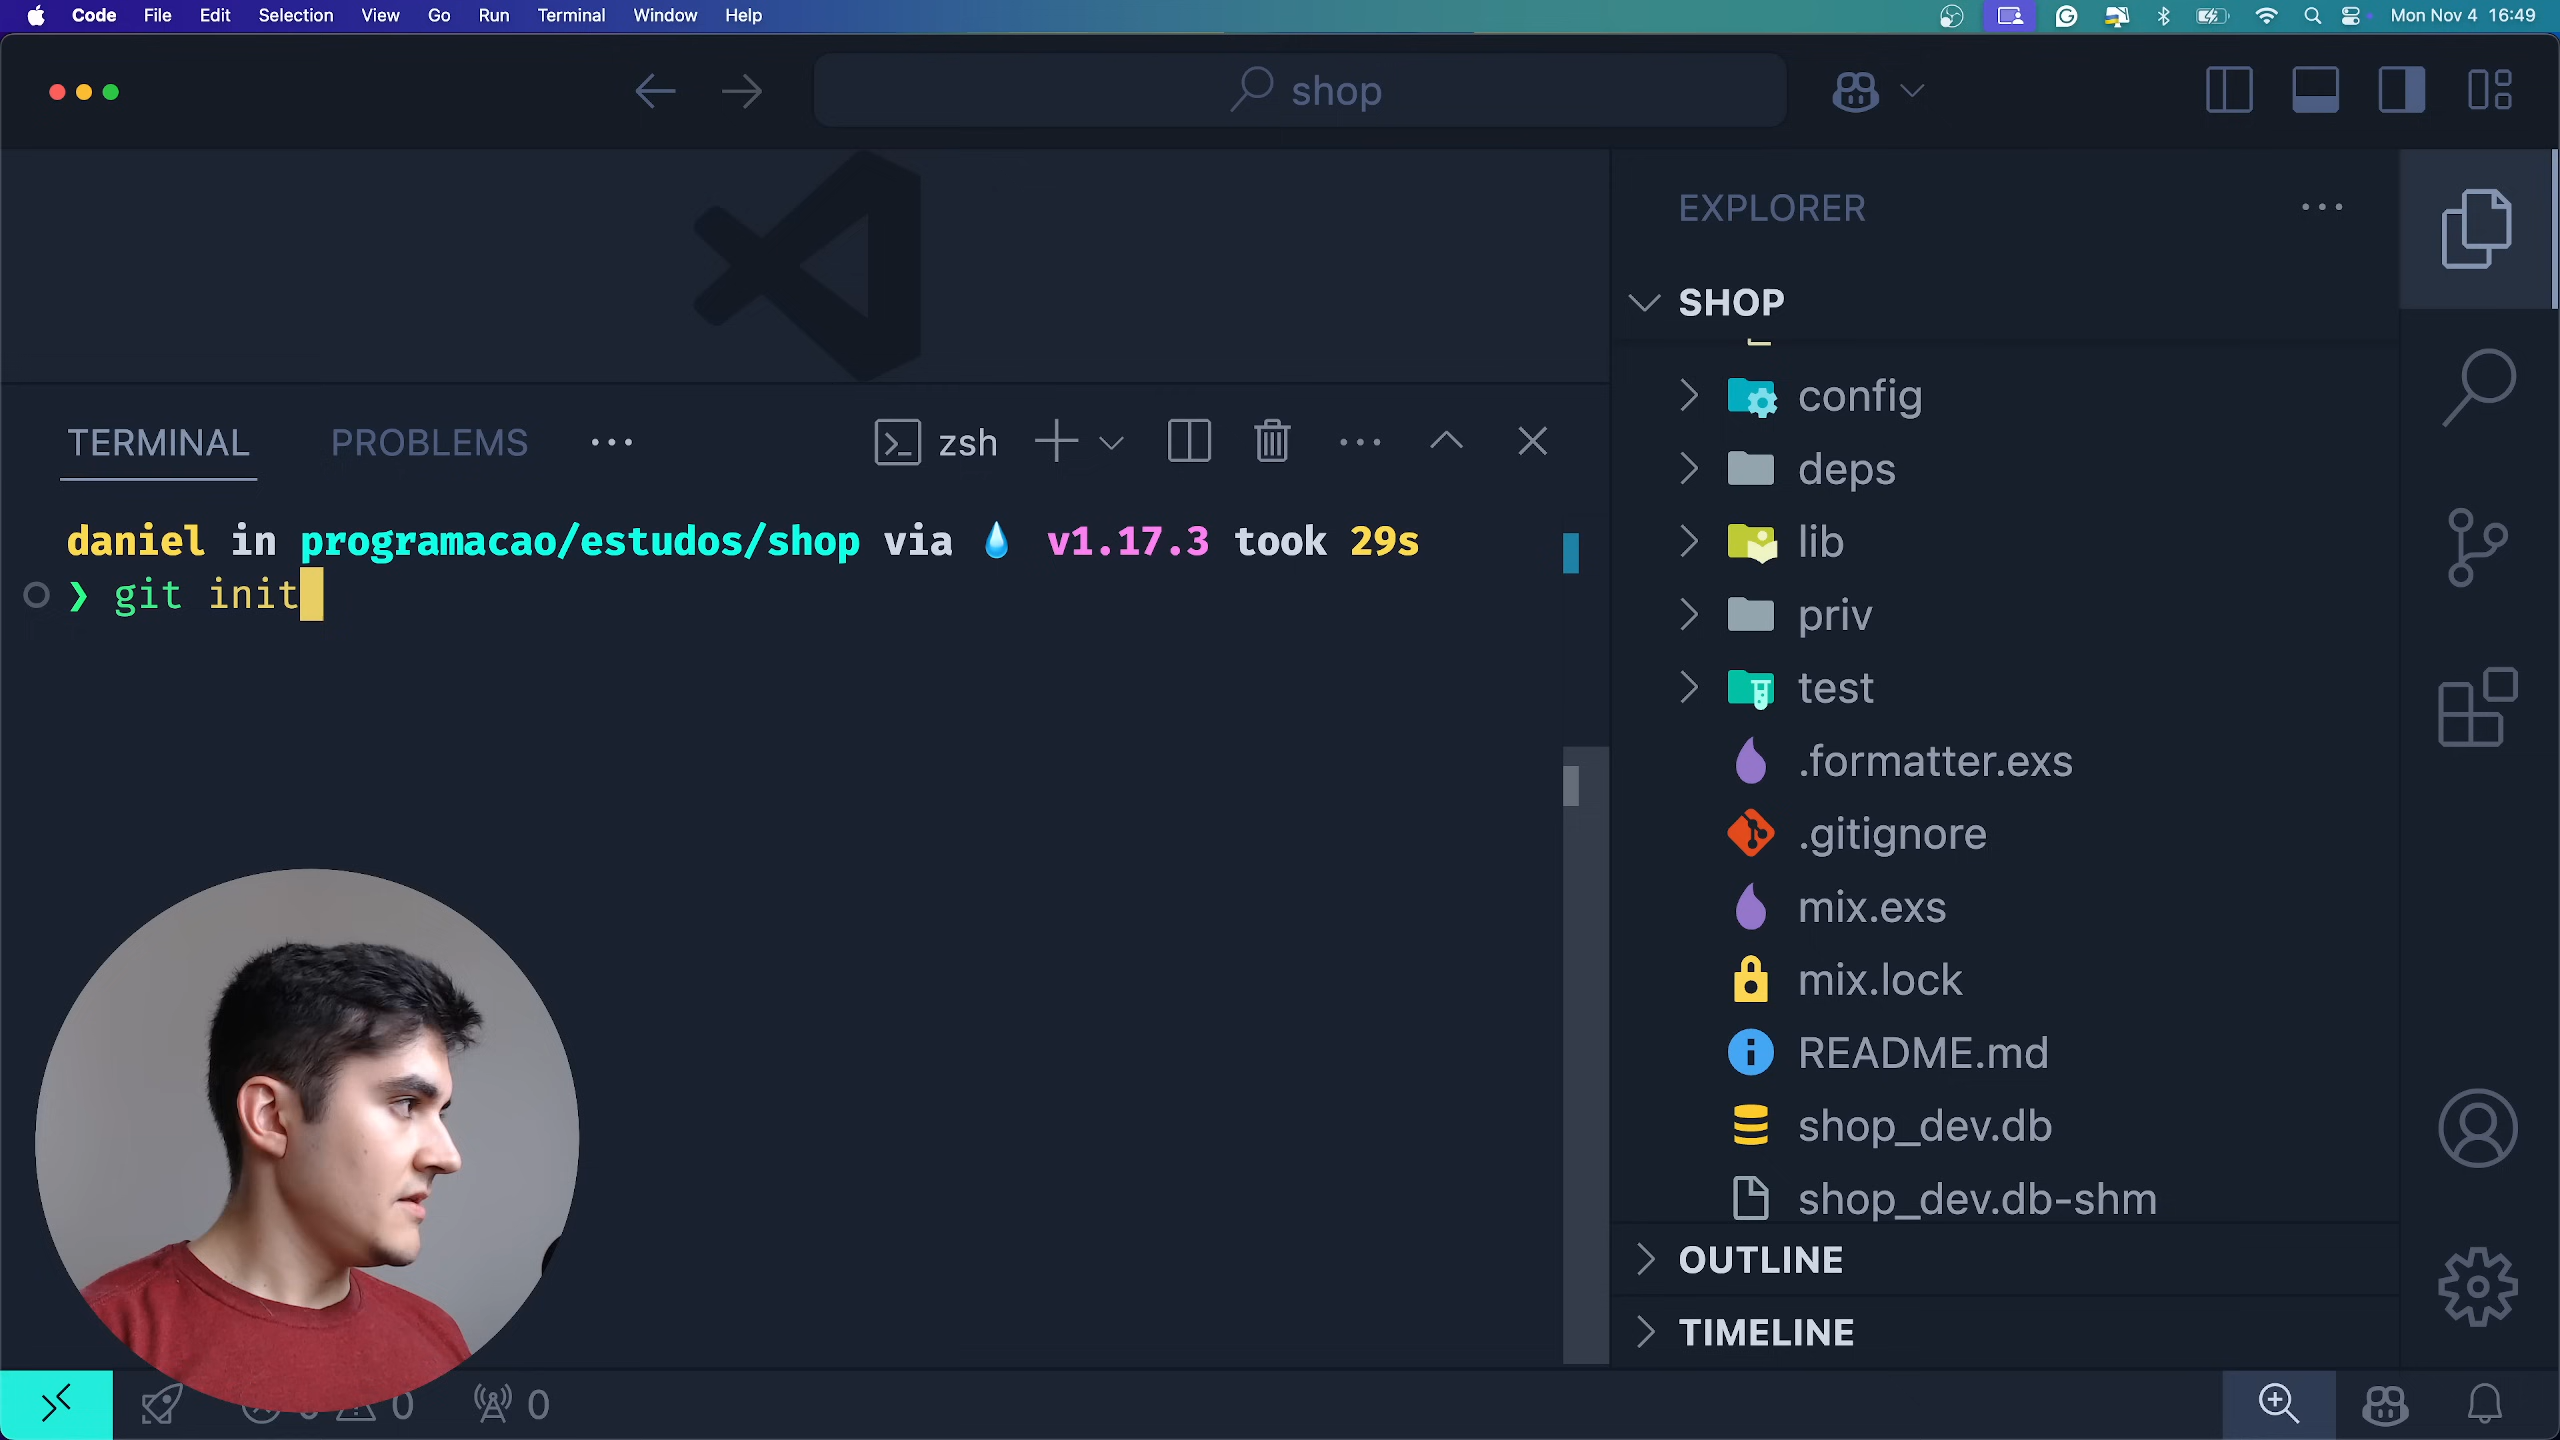 Code File Edit Selection View Go Run Terminal Window Help Mon Nov 4 16:49
shop
EXPLORER
SHOP
config
deps
lib
priv
test
.formatter.exs
.gitignore
mix.exs
mix.lock
README.md
shop_dev.db
shop_dev.db-shm
OUTLINE
TIMELINE
TERMINAL PROBLEMS zsh
daniel in programacao/estudos/shop via v1.17.3 took 29s
❯ git init
0 0